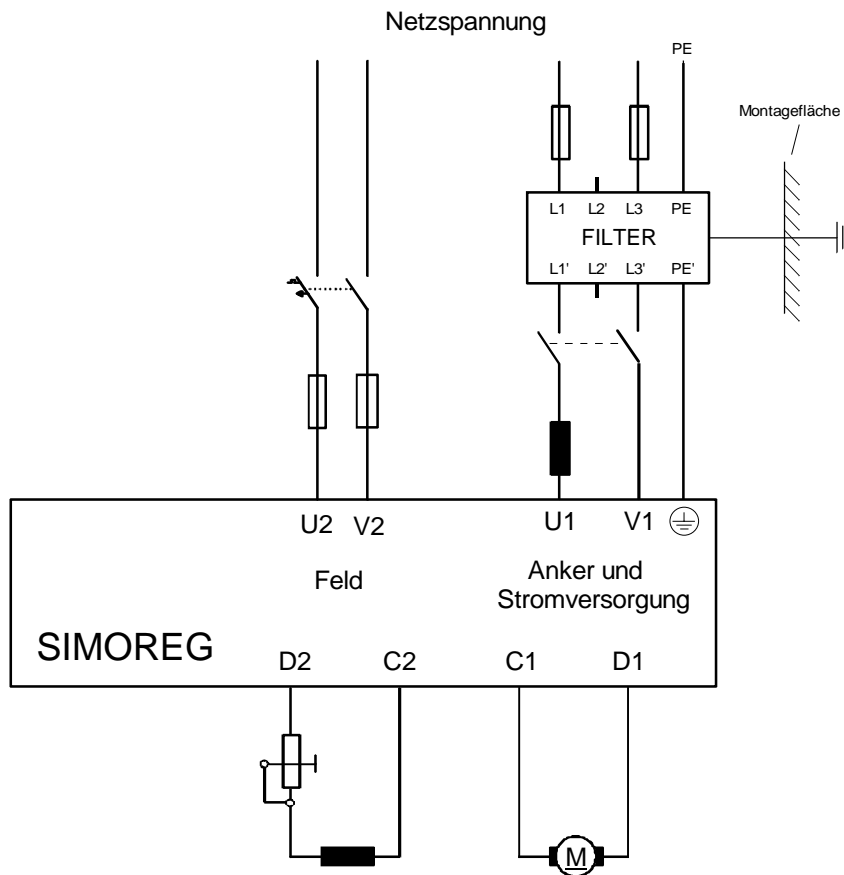 Netzspannung
PE
Montagefläche
L1 L2 L3 PE
FILTER
L1' L2' L3' PE'
U2 V2 U1 V1
Feld
Anker und
Stromversorgung
SIMOREG
D2 C2 C1 D1
M